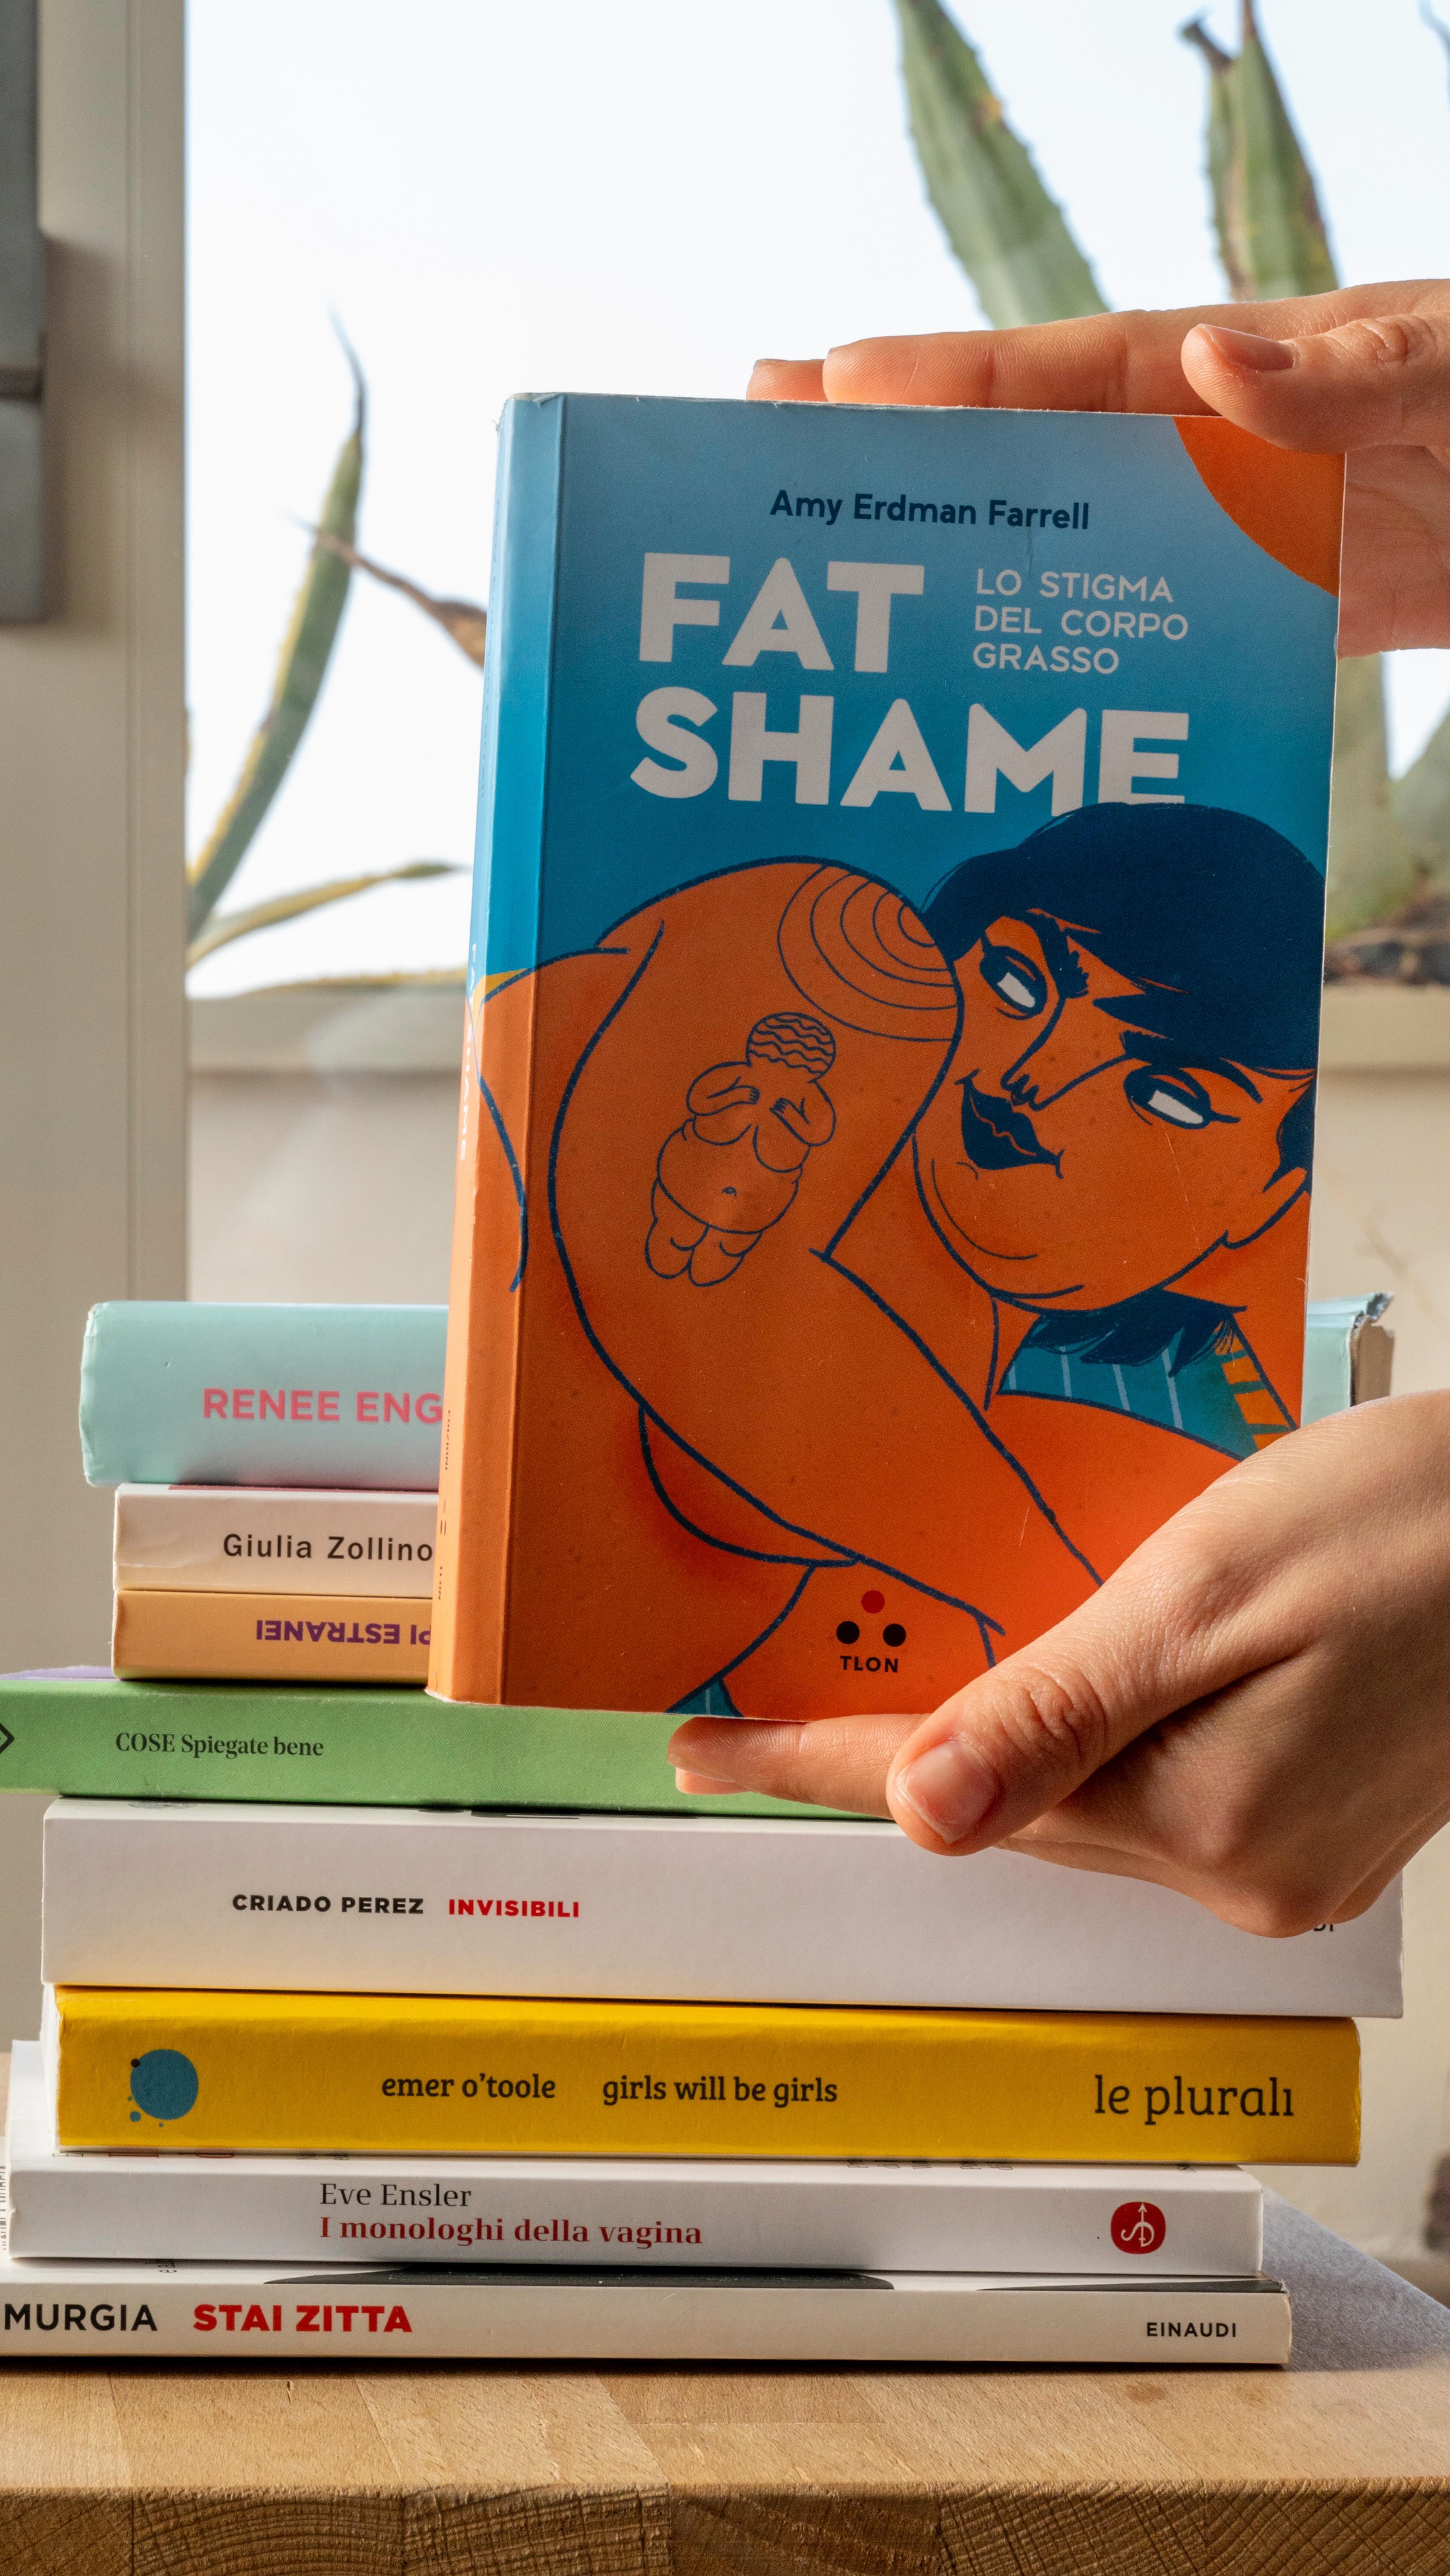 Amy Erdman Farrell
FAT
SHAME
LO STIGMA
DEL CORPO
GRASSO
TLON
RENEE ENG
Giulia Zollino
PI ESTRANEI
COSE Spiegate bene
CRIADO PEREZ INVISIBILI
emer o'toole girls will be girls le plurali
Eve Ensler
I monologhi della vagina
MURGIA STAI ZITTA EINAUDI